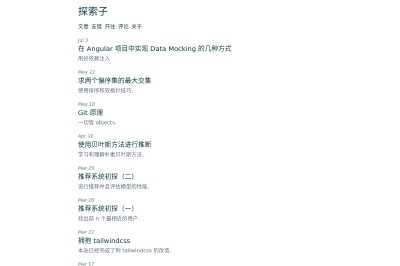 探索子
文章 友链 开往 评论 关于
Jul 3
在 Angular 项目中实现 Data Mocking 的几种方式
用好依赖注入
May 22
求两个偏序集的最大交集
使用排序和双指针技巧。
May 18
Git 原理
一切皆 objects.
Apr 10
使用贝叶斯方法进行推断
学习和理解朴素贝叶斯方法。
Mar 29
推荐系统初探（二）
进行推荐并且评估模型的性能。
Mar 28
推荐系统初探（一）
找出前 n 个最相近的用户。
Mar 22
拥抱 tailwindcss
本站已经完成了到 tailwindcss 的改造。
Mar 17